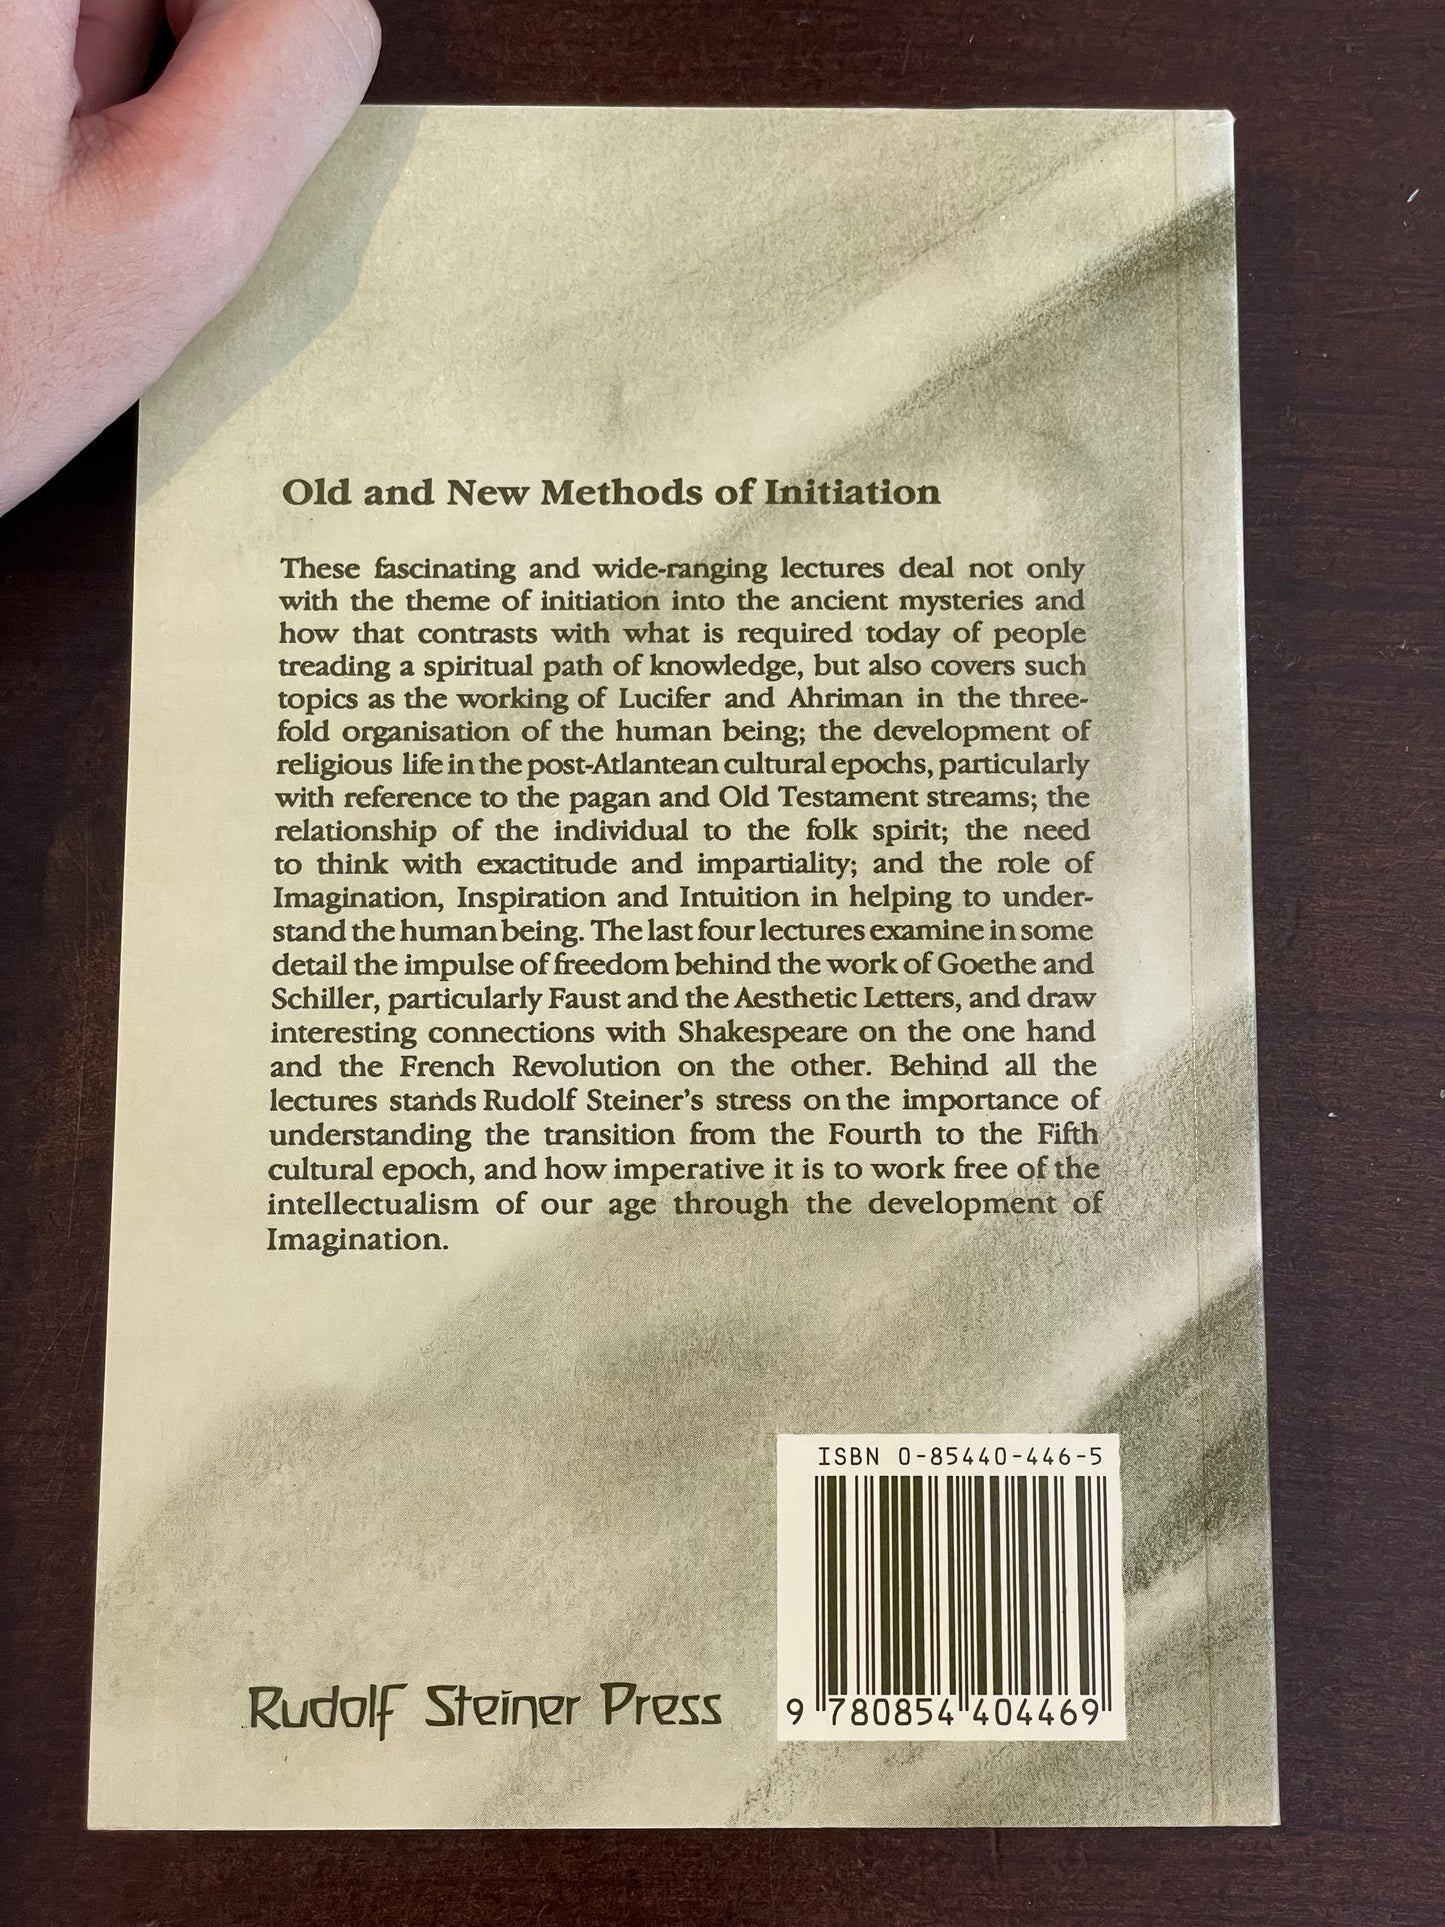 Old and New Methods of Initiation
These fascinating and wide-ranging lectures deal not only
with the theme of initiation into the ancient mysteries and
how that contrasts with what is required today of people
treading a spiritual path of knowledge, but also covers such
topics as the working of Lucifer and Ahriman in the three-
fold organisation of the human being; the development of
religious life in the post-Atlantean cultural epochs, particularly
with reference to the pagan and Old Testament streams; the
relationship of the individual to the folk spirit; the need
to think with exactitude and impartiality; and the role of
Imagination, Inspiration and Intuition in helping to under-
stand the human being. The last four lectures examine in some
detail the impulse of freedom behind the work of Goethe and
Schiller, particularly Faust and the Aesthetic Letters, and draw
interesting connections with Shakespeare on the one hand
and the French Revolution on the other. Behind all the
lectures stands Rudolf Steiner's stress on the importance of
understanding the transition from the Fourth to the Fifth
cultural epoch, and how imperative it is to work free of the
intellectualism of our age through the development of
Imagination.
ISBN 0-85440-446-5
9 780854 404469
Rudolf Steiner Press